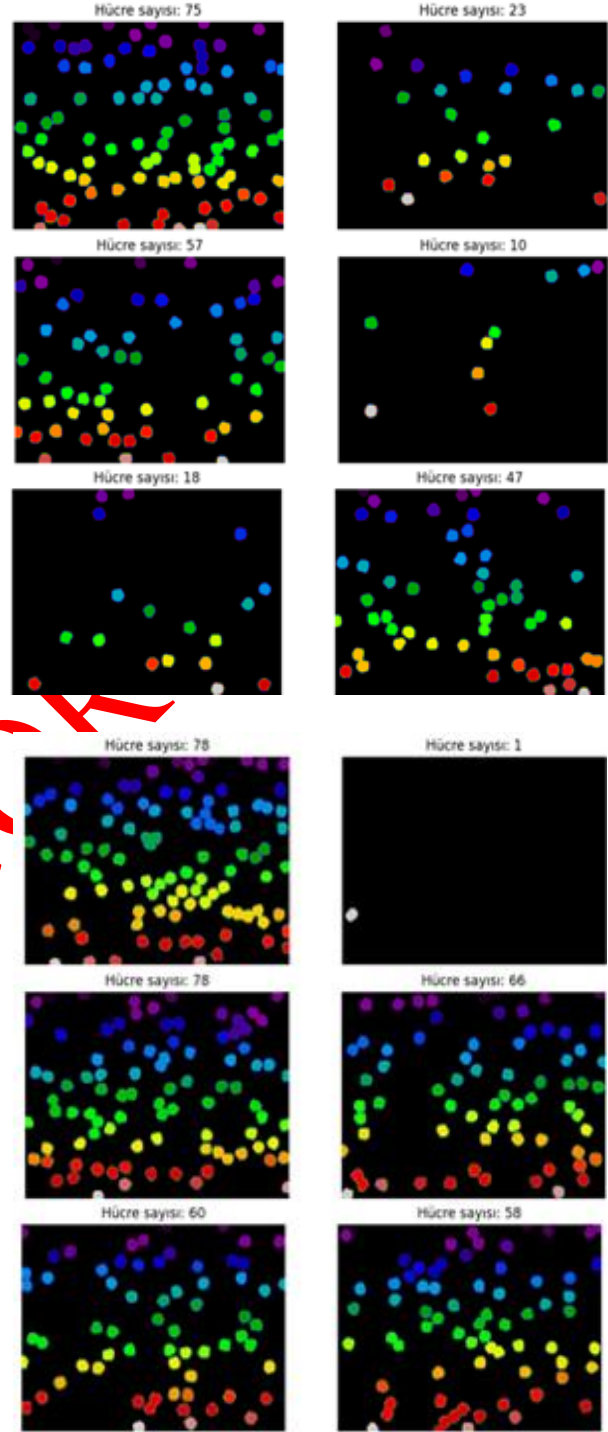 Hücre sayısı: 75
Hücre sayısı: 23
Hücre sayısı: 57
Hücre sayısı: 10
Hücre sayısı: 18
Hücre sayısı: 47
Hücre sayısı: 78
Hücre sayısı: 1
Hücre sayısı: 78
Hücre sayısı: 66
Hücre sayısı: 60
Hücre sayısı: 58